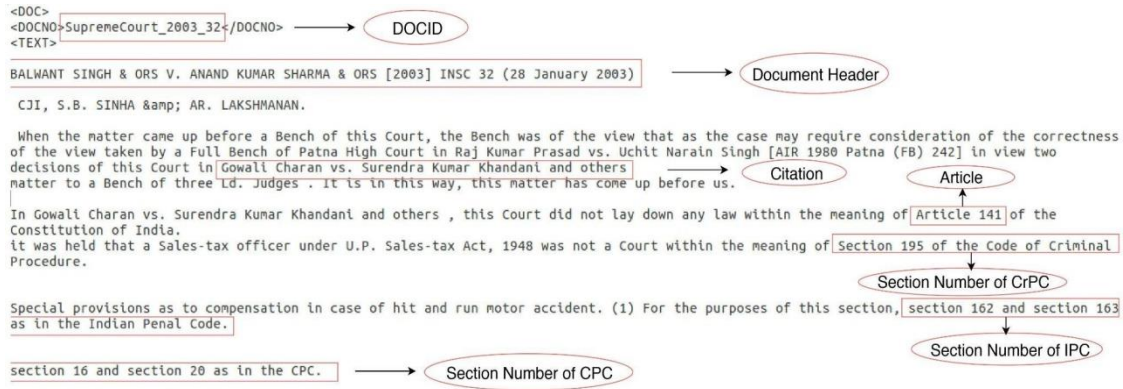 <DOC>
<DOCNO>SupremeCourt_2003_32</DOCNO>
DOCID
<TEXT>
BALWANT SINGH & ORS V. ANAND KUMAR SHARMA & ORS [2003] INSC 32 (28 January 2003)
Document Header
CJI, S.B. SINHA &amp; AR. LAKSHMANAN.
When the matter came up before a Bench of this Court, the Bench was of the view that as the case may require consideration of the correctness
of the view taken by a Full Bench of Patna High Court in Raj Kumar Prasad vs. Uchit Narain Singh [AIR 1980 Patna (FB) 242] in view two
decisions of this Court in Gowali Charan vs. Surendra Kumar Khandani and others
Citation
Article
matter to a Bench of three Ld. Judges . It is in this way, this matter has come up before us.
In Gowali Charan vs. Surendra Kumar Khandani and others , this Court did not lay down any law within the meaning of Article 141 of the
Constitution of India.
it was held that a Sales-tax officer under U.P. Sales-tax Act, 1948 was not a Court within the meaning of Section 195 of the Code of Criminal
Procedure.
Section Number of CrPC
Special provisions as to compensation in case of hit and run motor accident. (1) For the purposes of this section, section 162 and section 163
as in the Indian Penal Code.
Section Number of IPC
section 16 and section 20 as in the CPC.
Section Number of CPC